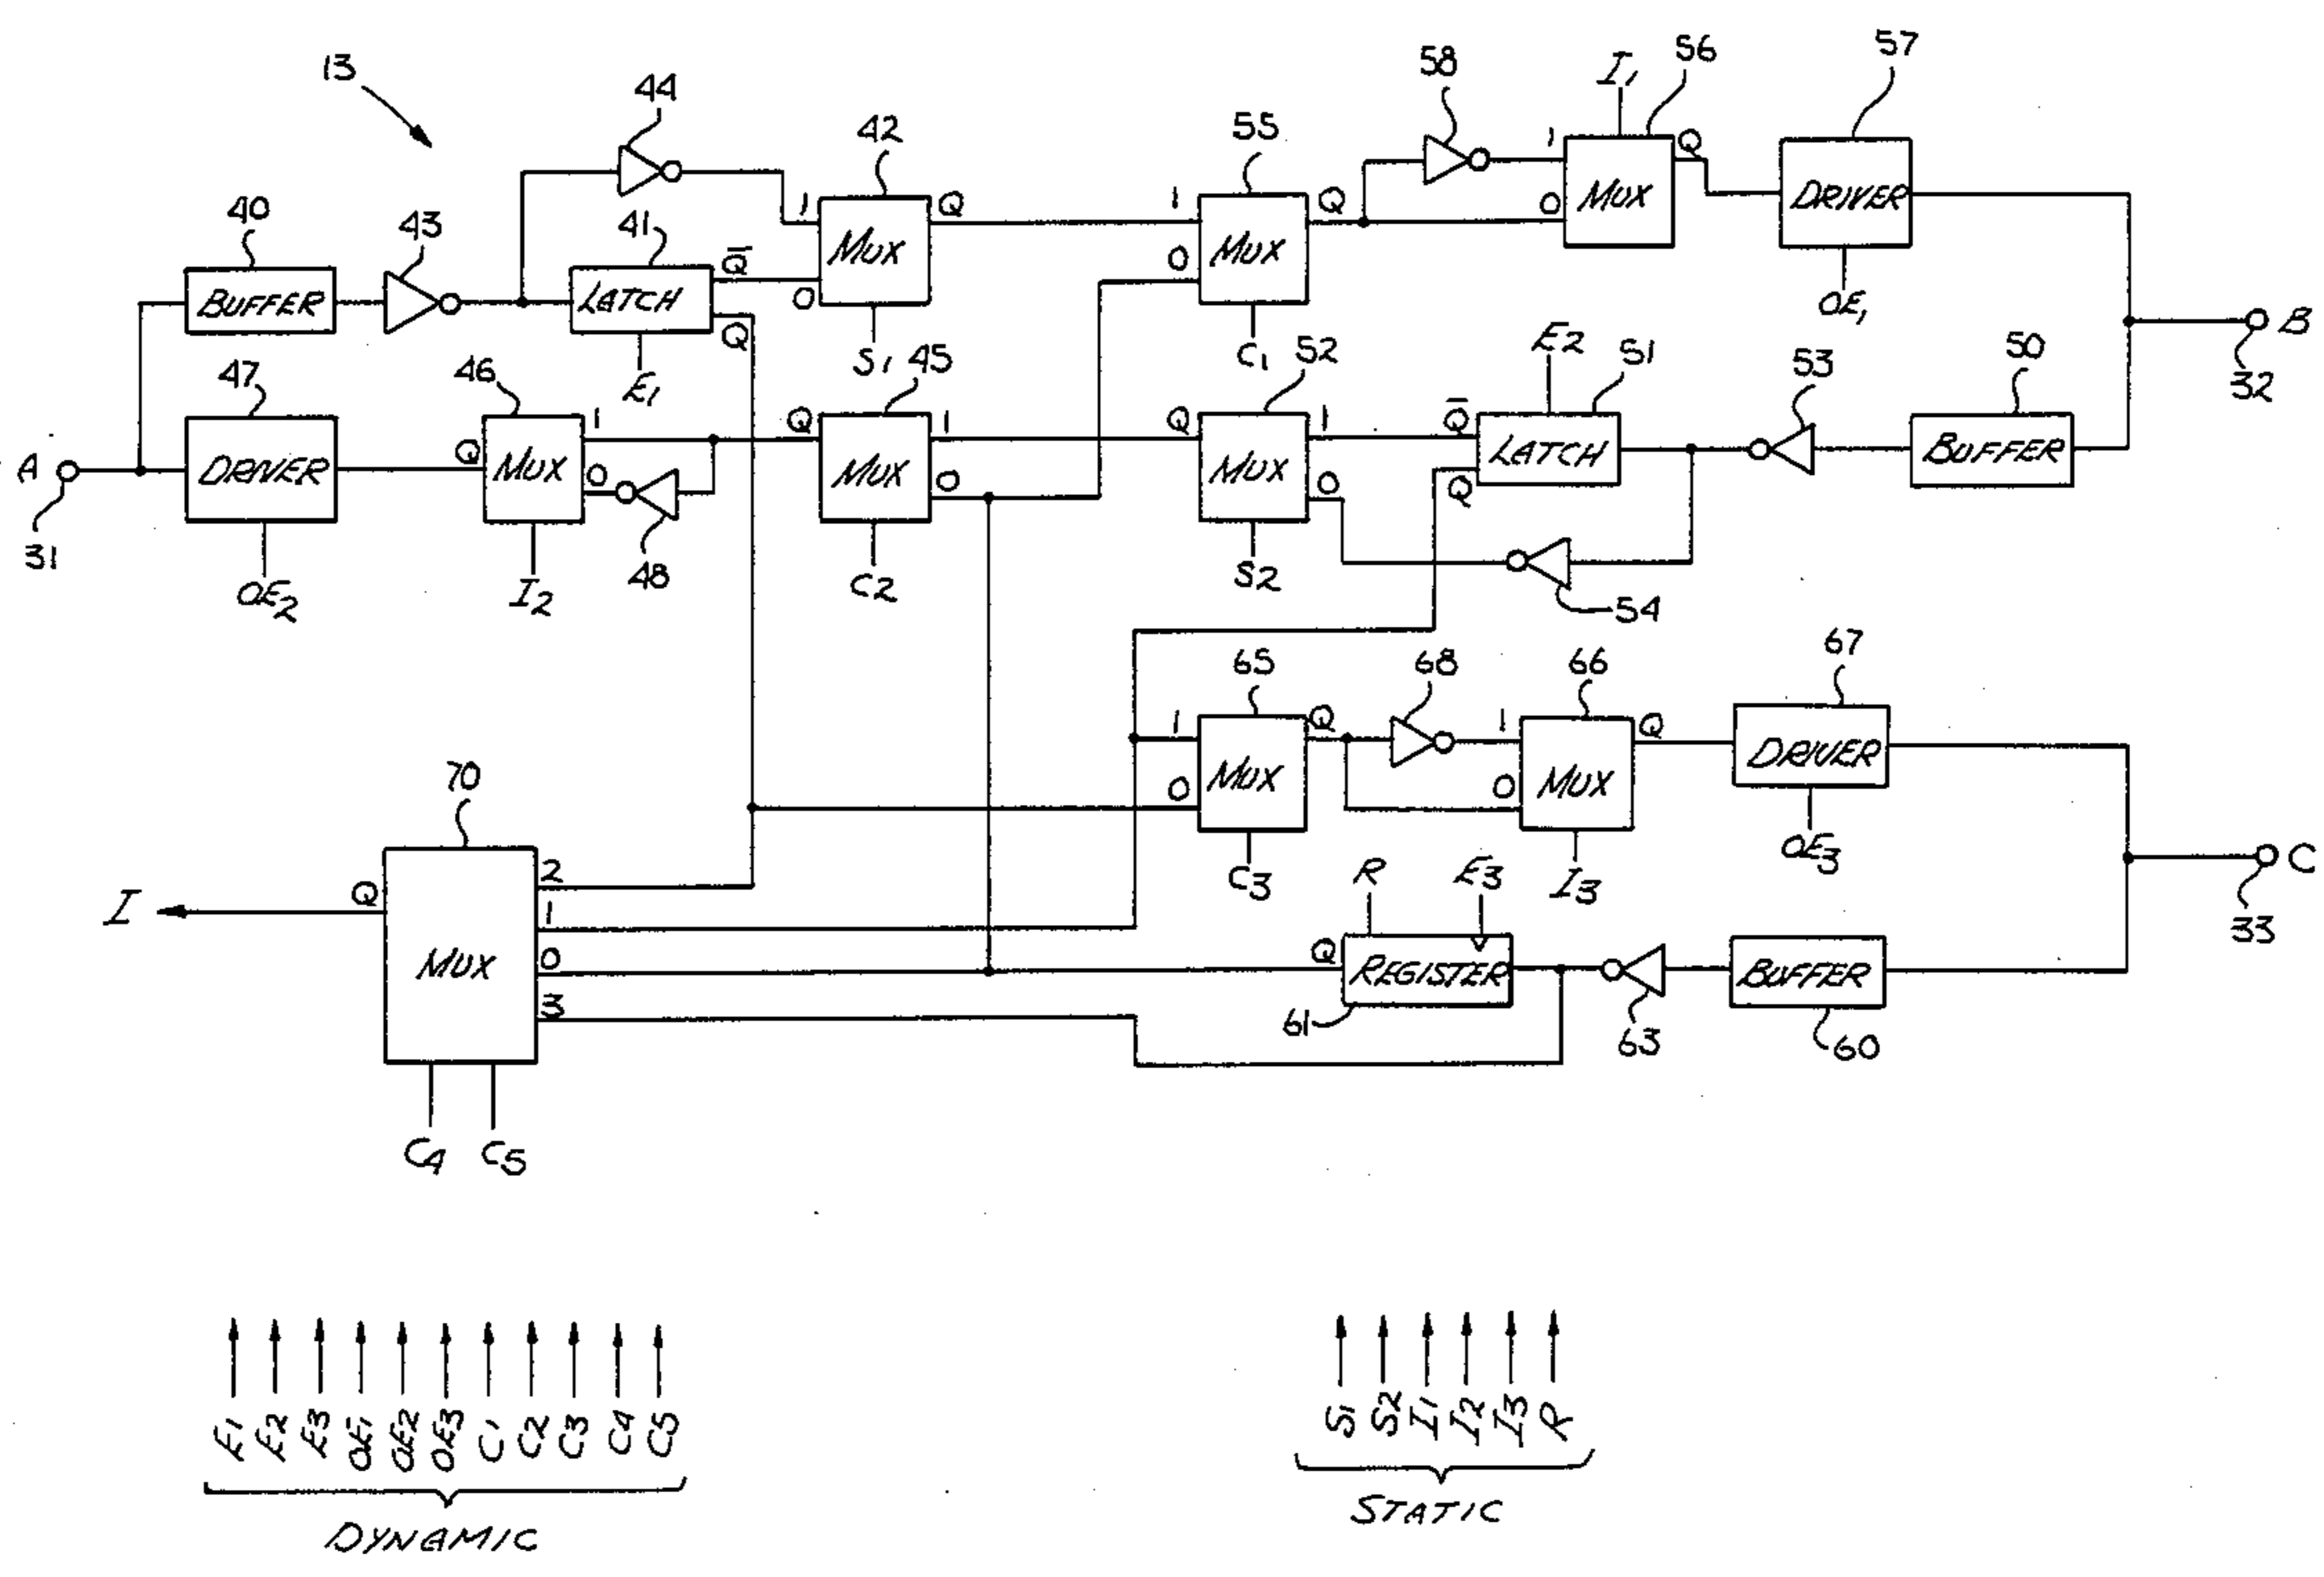 13
44
42
55
58
I1
56
57
40
43
41
1
Q
1
Q
1
Q
BUFFER
LATCH
Q̅
0
MUX
0
MUX
0
MUX
DRIVER
Q
E1
S1
C1
OE1
B
32
47
46
45
52
E2
51
53
50
A
31
DRIVER
Q
MUX
1
0
Q
MUX
1
0
Q
MUX
1
0
Q̅
Q
LATCH
BUFFER
OE2
I2
48
C2
S2
54
65
68
66
67
1
0
MUX
Q
1
0
MUX
Q
DRIVER
C3
I3
OE3
C
33
70
I
Q
MUX
2
1
0
3
R
E3
Q
REGISTER
61
63
BUFFER
60
C4
C5
E1
E2
E3
OE1
OE2
OE3
C1
C2
C3
C4
C5
DYNAMIC
S1
S2
I1
I2
I3
R
STATIC